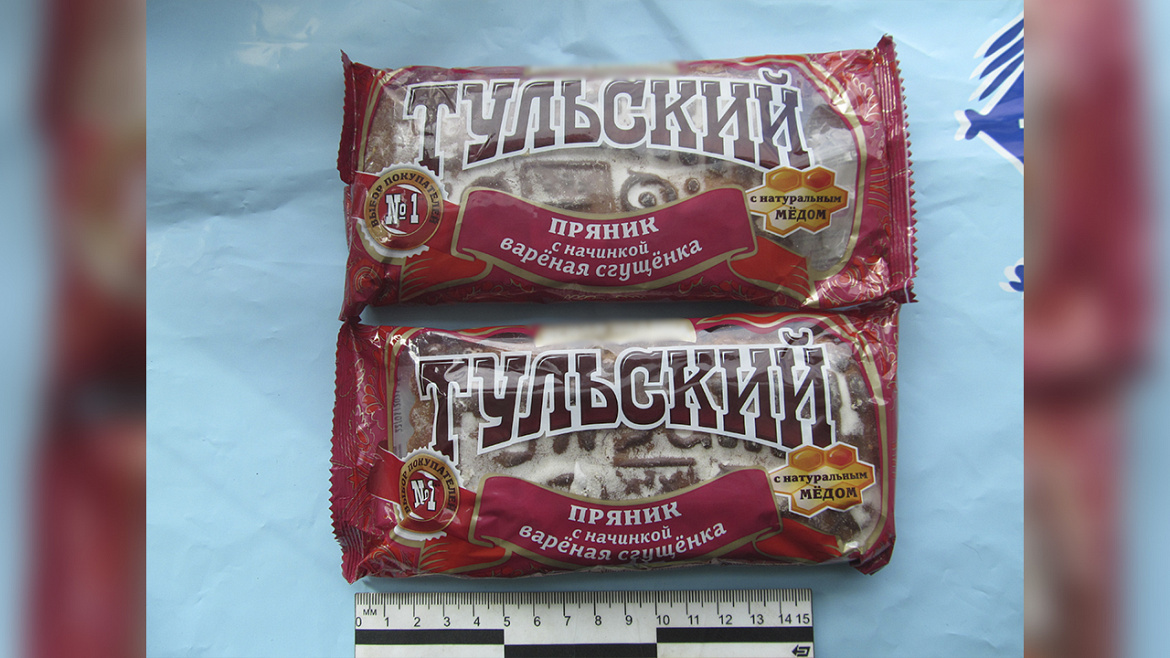 ТУЛЬСКИЙ
ВЫБОР ПОКУПАТЕЛЕЙ
№1
с натуральным
МЁДОМ
ПРЯНИК
с начинкой
варёная сгущёнка
ТУЛЬСКИЙ
ВЫБОР ПОКУПАТЕЛЕЙ
№1
с натуральным
МЁДОМ
ПРЯНИК
с начинкой
варёная сгущёнка
мм
0 1 2 3 4 5 6 7 8 9 10 11 12 13 14 15